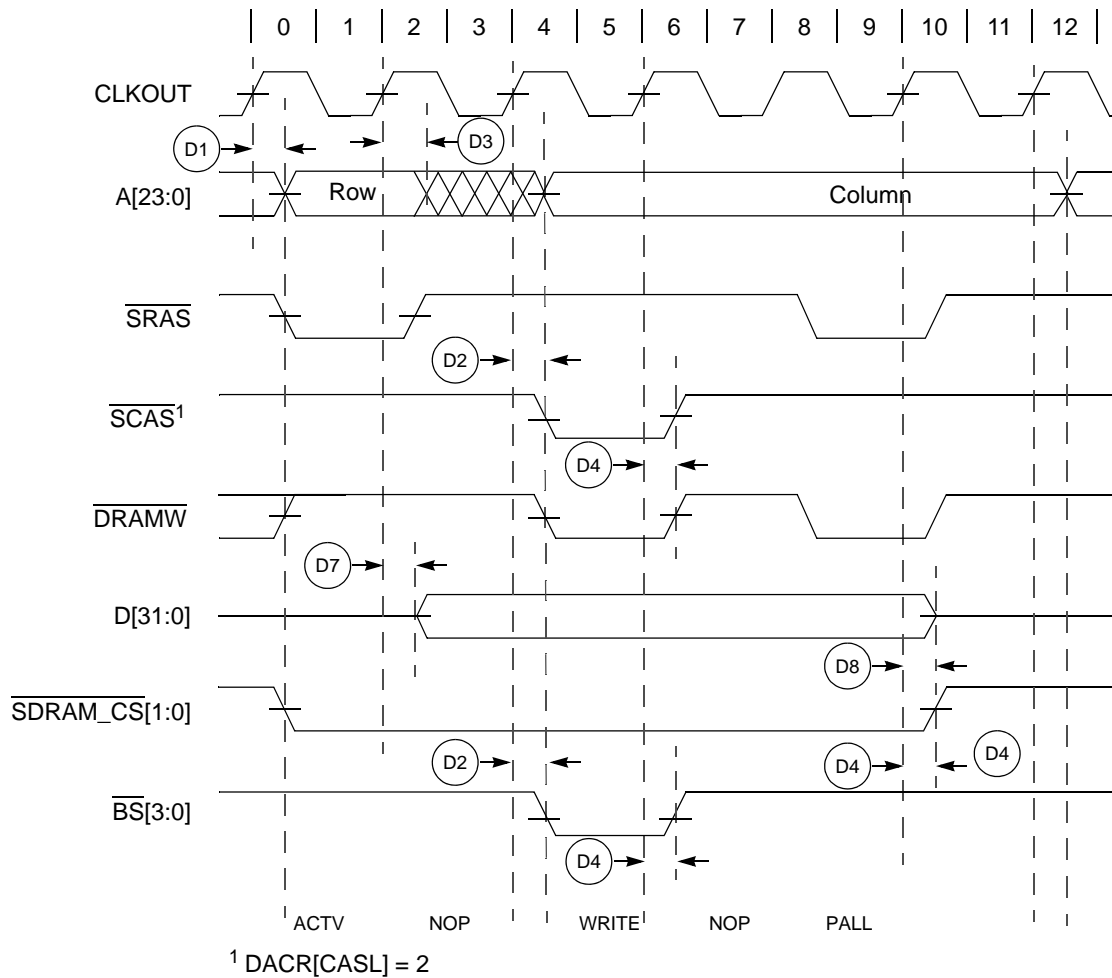 0 1 2 3 4 5 6 7 8 9 10 11 12
CLKOUT
D1
D3
A[23:0]
Row
Column
SRAS
D2
SCAS1
D4
DRAMW
D7
D[31:0]
D8
SDRAM_CS[1:0]
D2
D4
D4
BS[3:0]
D4
ACTV NOP WRITE NOP PALL
1 DACR[CASL] = 2